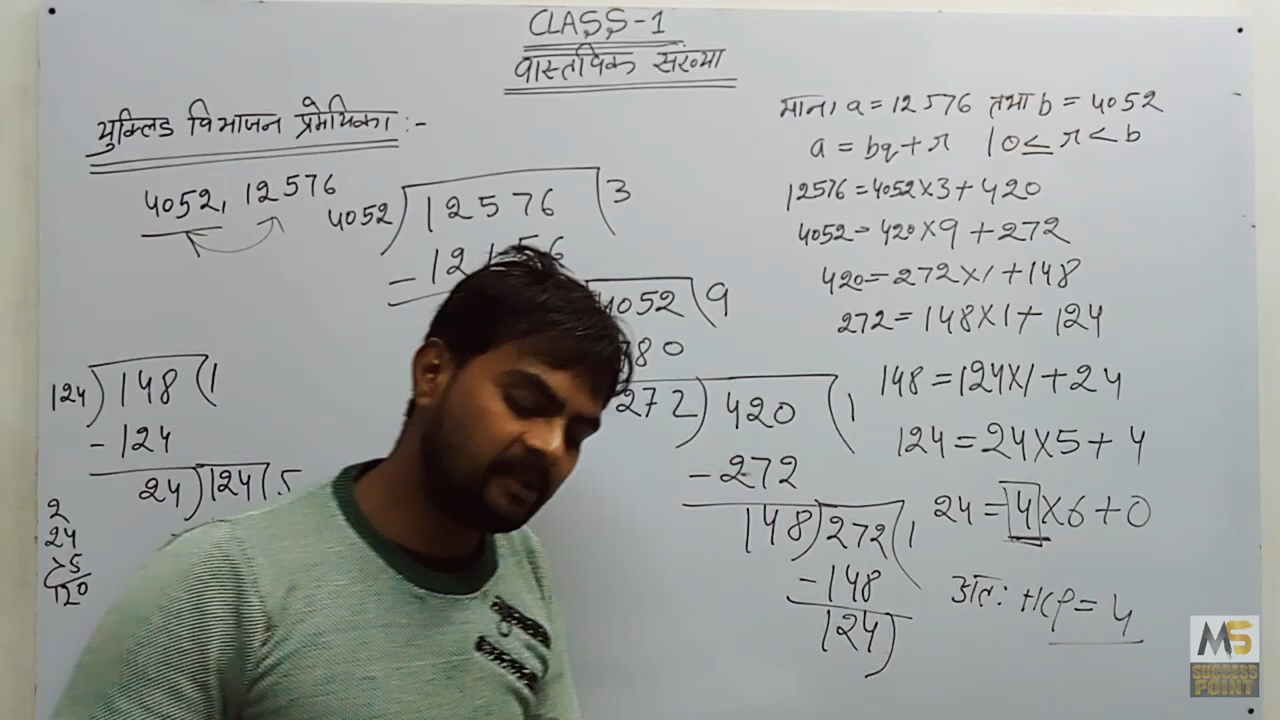 CLASS-1
वास्तविक संख्या
युक्लिड विभाजन प्रमेयिका :-
4052, 12576
4052) 12576 (3
- 12156
4052 (9
780
272) 420 (1
- 272
148) 272 (1
- 148
124)
124) 148 (1
- 124
24) 124 (5
2
24
×5
120
माना a = 12576 तथा b = 4052
a = bq + r | 0 ≤ r < b
12576 = 4052×3 + 420
4052 = 420×9 + 272
420 = 272×1 + 148
272 = 148×1 + 124
148 = 124×1 + 24
124 = 24×5 + 4
24 = 4×6 + 0
अतः HCF = 4
MS
SUCCESS
POINT